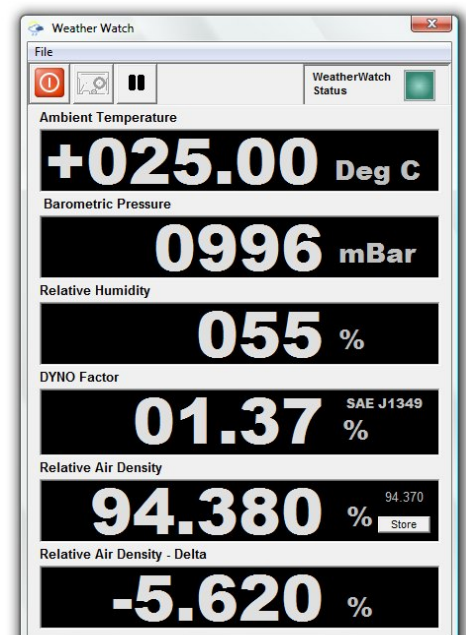 Weather Watch
File
WeatherWatch
Status
Ambient Temperature
+025.00 Deg C
Barometric Pressure
0996 mBar
Relative Humidity
055 %
DYNO Factor
01.37 % SAE J1349
Relative Air Density
94.380 % 94.370
Store
Relative Air Density - Delta
-5.620 %